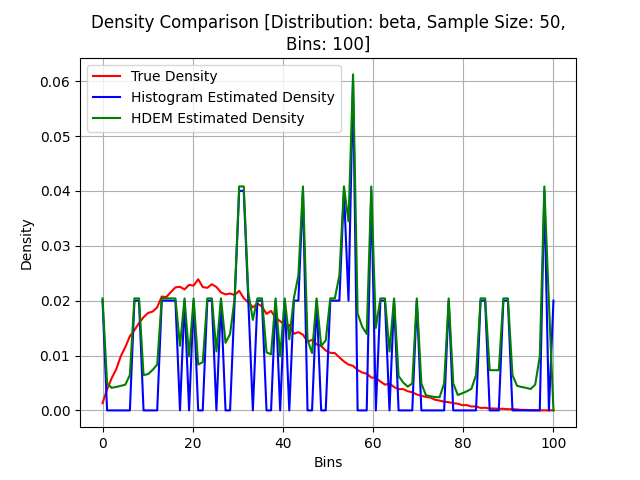 Density Comparison [Distribution: beta, Sample Size: 50,
Bins: 100]
True Density
Histogram Estimated Density
HDEM Estimated Density
Density
0.06
0.05
0.04
0.03
0.02
0.01
0.00
0 20 40 60 80 100
Bins